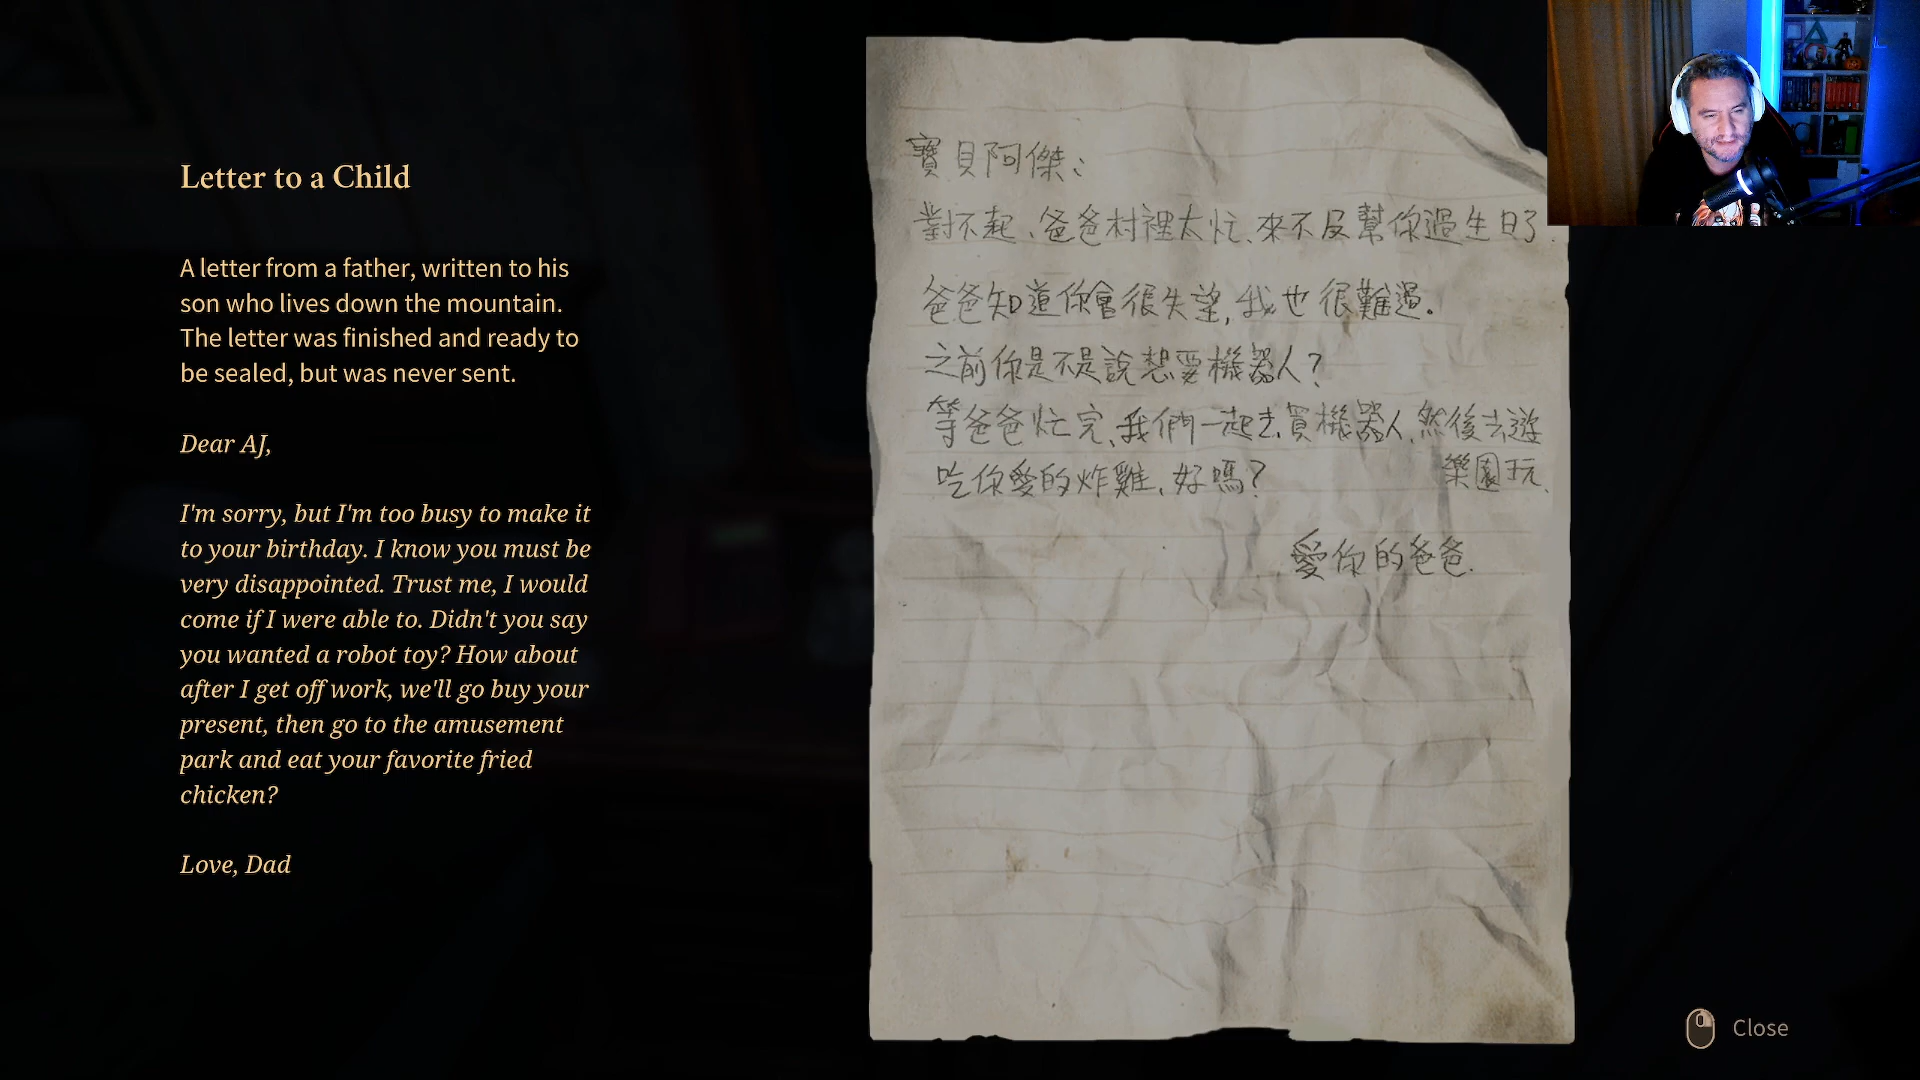 Letter to a Child
A letter from a father, written to his
son who lives down the mountain.
The letter was finished and ready to
be sealed, but was never sent.
Dear AJ,
I'm sorry, but I'm too busy to make it
to your birthday. I know you must be
very disappointed. Trust me, I would
come if I were able to. Didn't you say
you wanted a robot toy? How about
after I get off work, we'll go buy your
present, then go to the amusement
park and eat your favorite fried
chicken?
Love, Dad
寶貝阿傑:
對不起、爸爸村裡太忙、來不及幫你過生日了.
爸爸知道你會很失望,我也很難過.
之前你是不是說想要機器人?
等爸爸忙完、我們一起去買機器人,然後去遊
樂園玩、
吃你愛的炸雞、好嗎?
愛你的爸爸.
Close